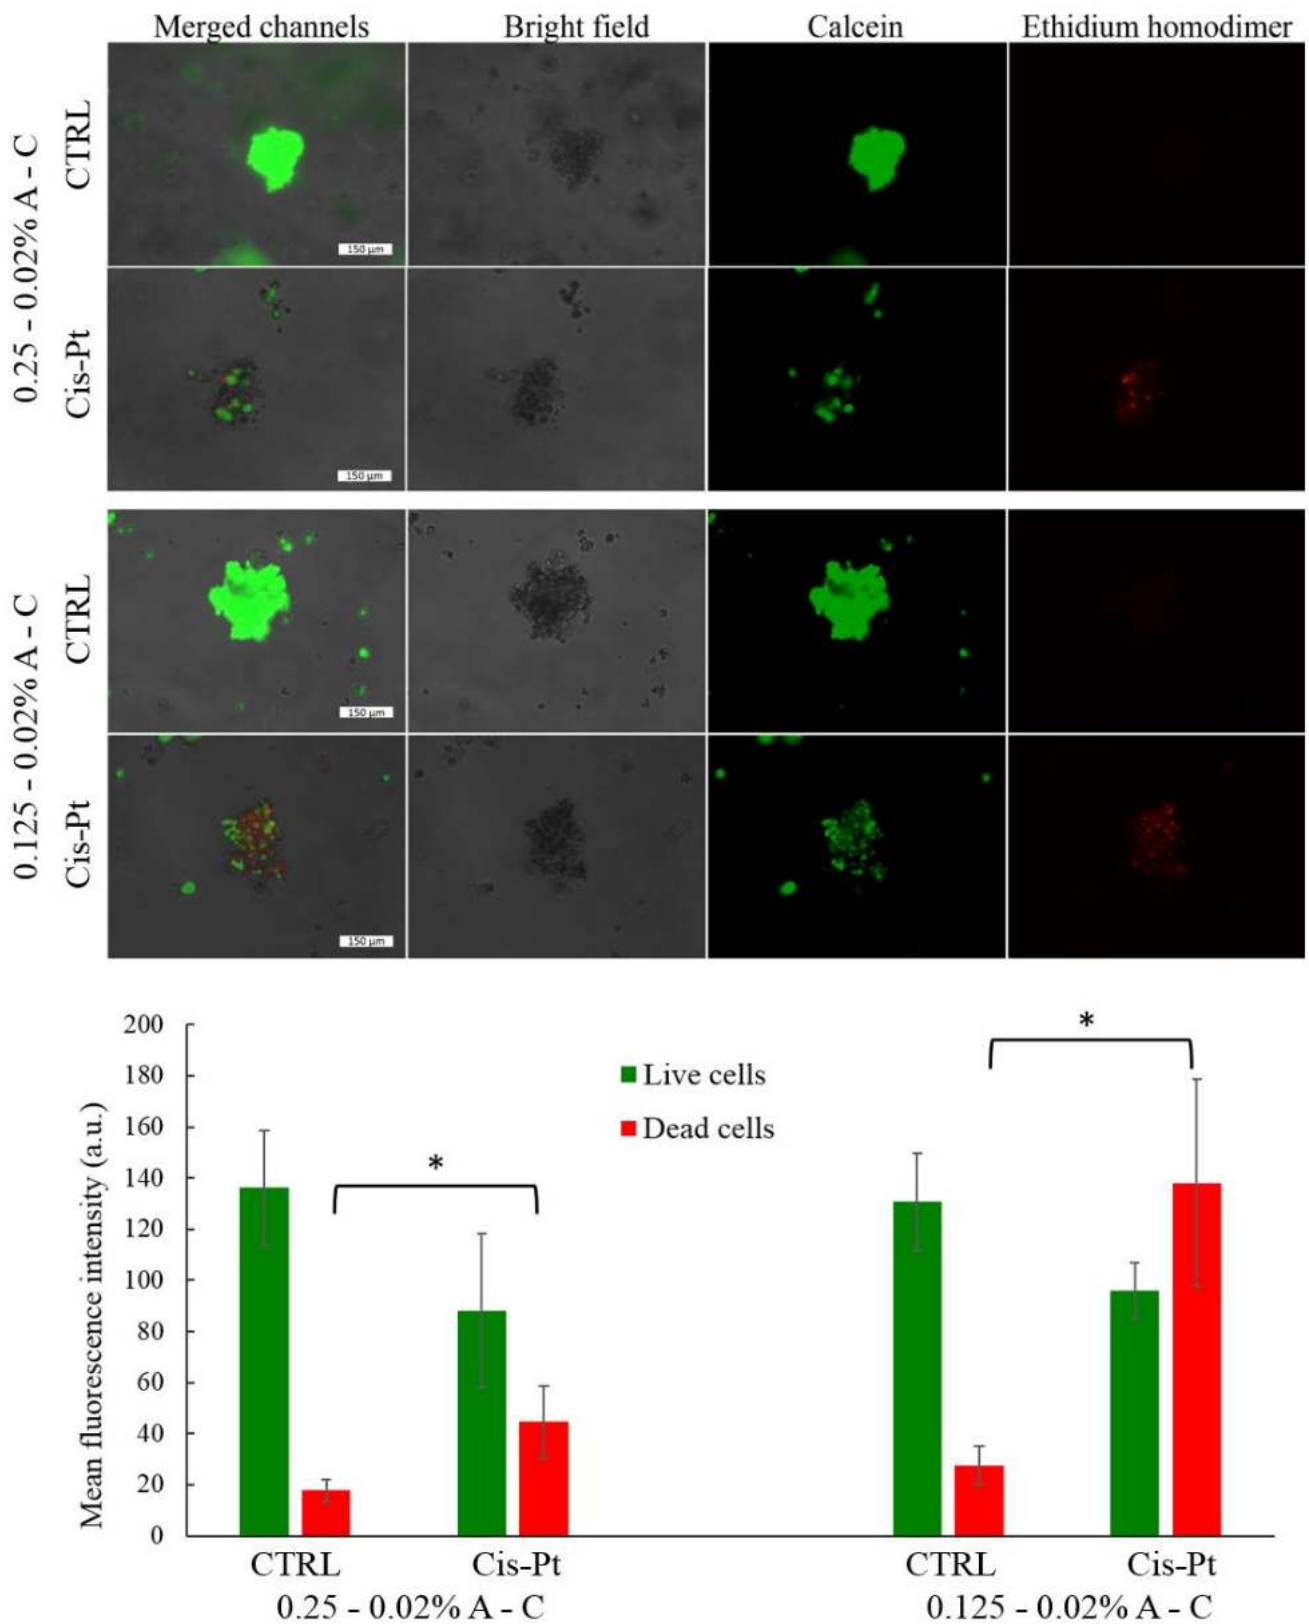 Merged channels Bright field Calcein Ethidium homodimer
0.25 - 0.02% A - C
CTRL
150 µm
Cis-Pt
150 µm
0.125 - 0.02% A - C
CTRL
150 µm
Cis-Pt
150 µm
Mean fluorescence intensity (a.u.)
200
180
160
140
120
100
80
60
40
20
0
*
*
Live cells
Dead cells
CTRL Cis-Pt CTRL Cis-Pt
0.25 - 0.02% A - C 0.125 - 0.02% A - C